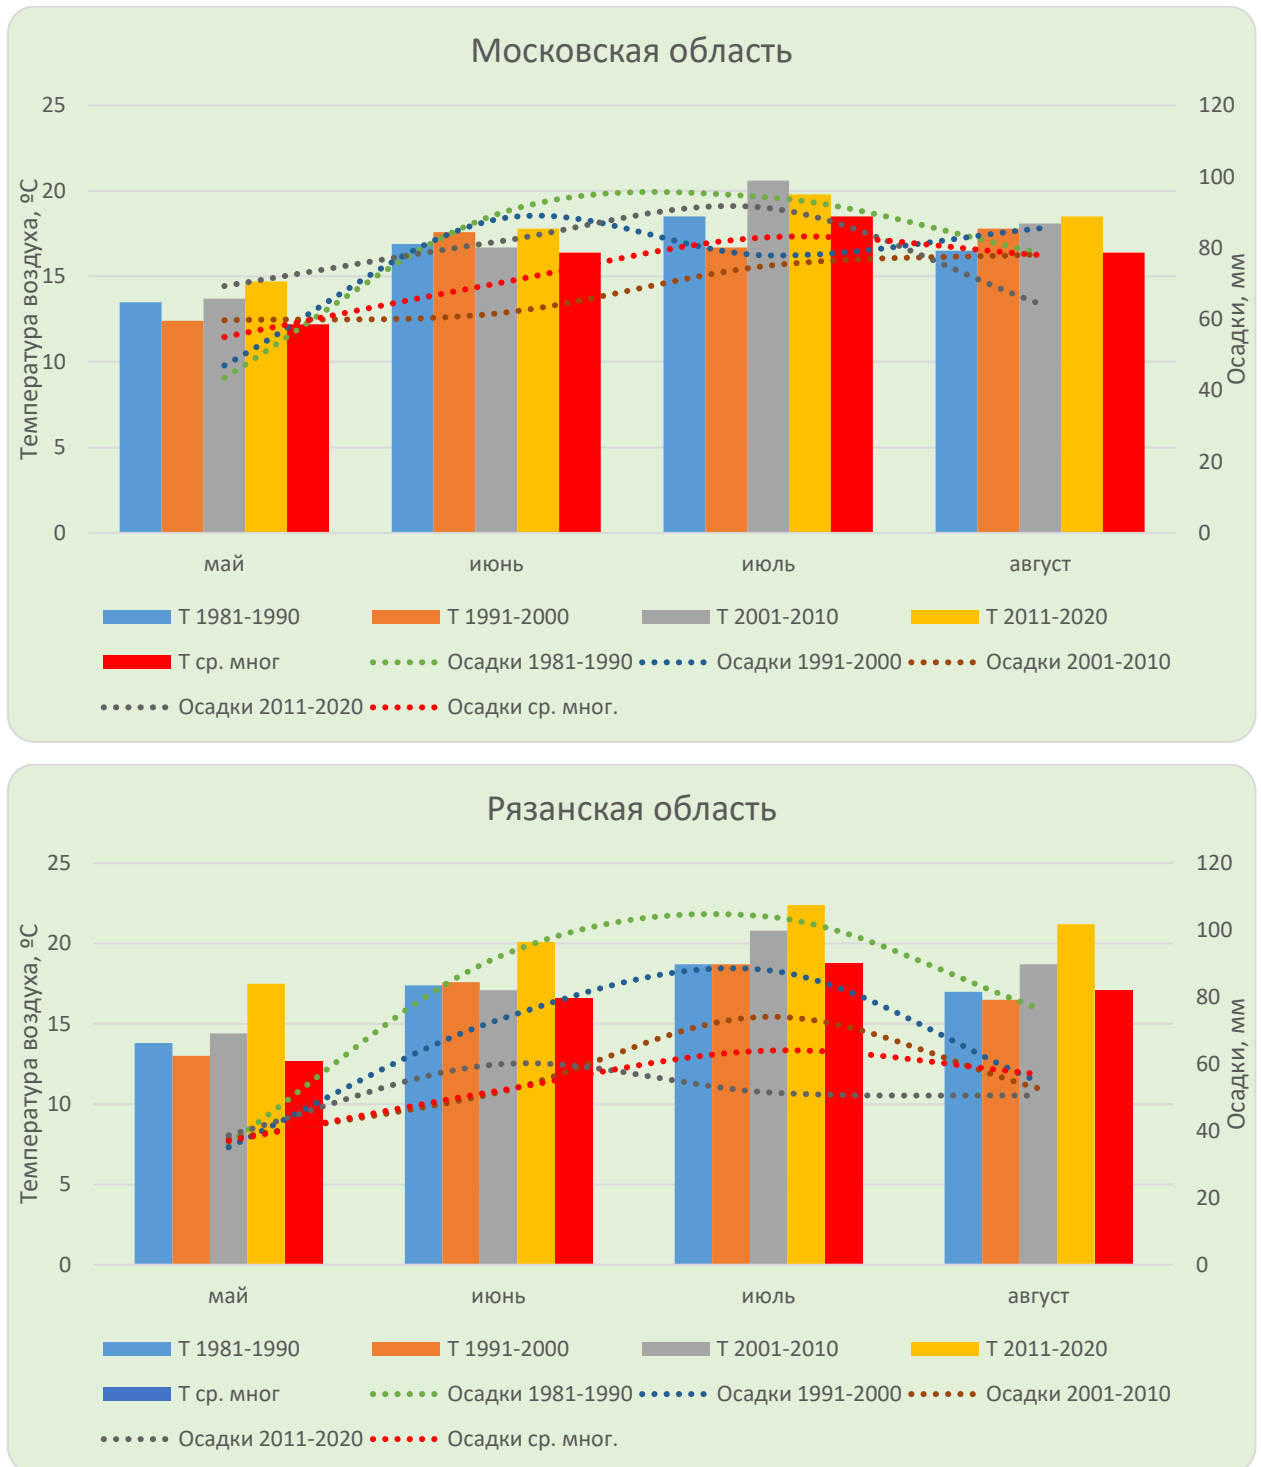 Московская область
25
20
15
10
5
0
120
100
80
60
40
20
0
Температура воздуха, ºС
Осадки, мм
май июнь июль август
Т 1981-1990 Т 1991-2000 Т 2001-2010 Т 2011-2020
Т ср. мног Осадки 1981-1990 Осадки 1991-2000 Осадки 2001-2010
Осадки 2011-2020 Осадки ср. мног.
Рязанская область
25
20
15
10
5
0
120
100
80
60
40
20
0
Температура воздуха, ºС
Осадки, мм
май июнь июль август
Т 1981-1990 Т 1991-2000 Т 2001-2010 Т 2011-2020
Т ср. мног Осадки 1981-1990 Осадки 1991-2000 Осадки 2001-2010
Осадки 2011-2020 Осадки ср. мног.